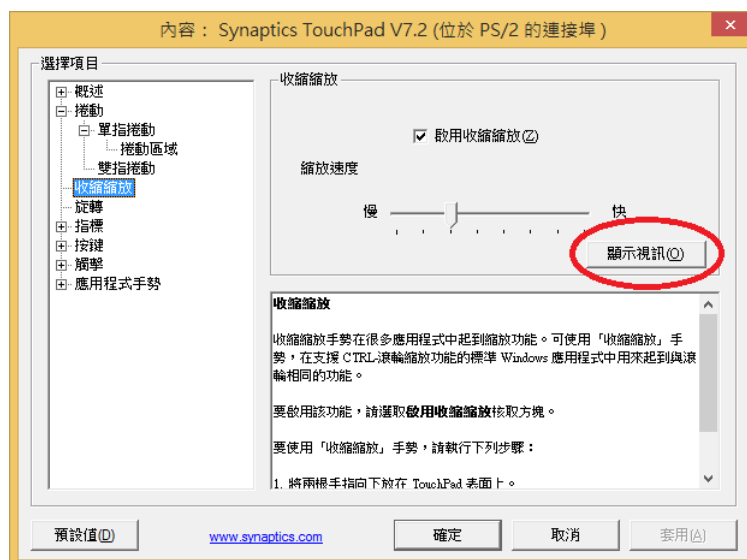 內容： Synaptics TouchPad V7.2 (位於 PS/2 的連接埠 )
選擇項目
概述
捲動
單指捲動
捲動區域
雙指捲動
收縮縮放
旋轉
指標
按鍵
觸擊
應用程式手勢
收縮縮放
啟用收縮縮放(Z)
縮放速度
慢
快
顯示視訊(O)
收縮縮放
收縮縮放手勢在很多應用程式中起到縮放功能。可使用「收縮縮放」手
勢，在支援 CTRL-滾輪縮放功能的標準 Windows 應用程式中用來起到與滾
輪相同的功能。
要啟用該功能，請選取啟用收縮縮放核取方塊。
要使用「收縮縮放」手勢，請執行下列步驟：
1. 將兩根手指向下放在 TouchPad 表面上。
預設值(D)
www.synaptics.com
確定
取消
套用(A)